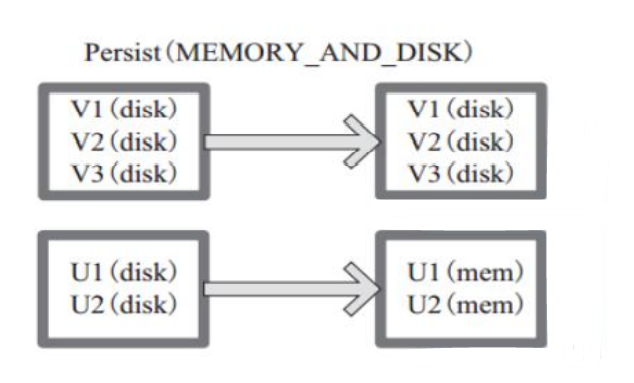 Persist(MEMORY_AND_DISK)
V1(disk)
V2(disk)
V3(disk)
V1(disk)
V2(disk)
V3(disk)
U1(disk)
U2(disk)
U1(mem)
U2(mem)